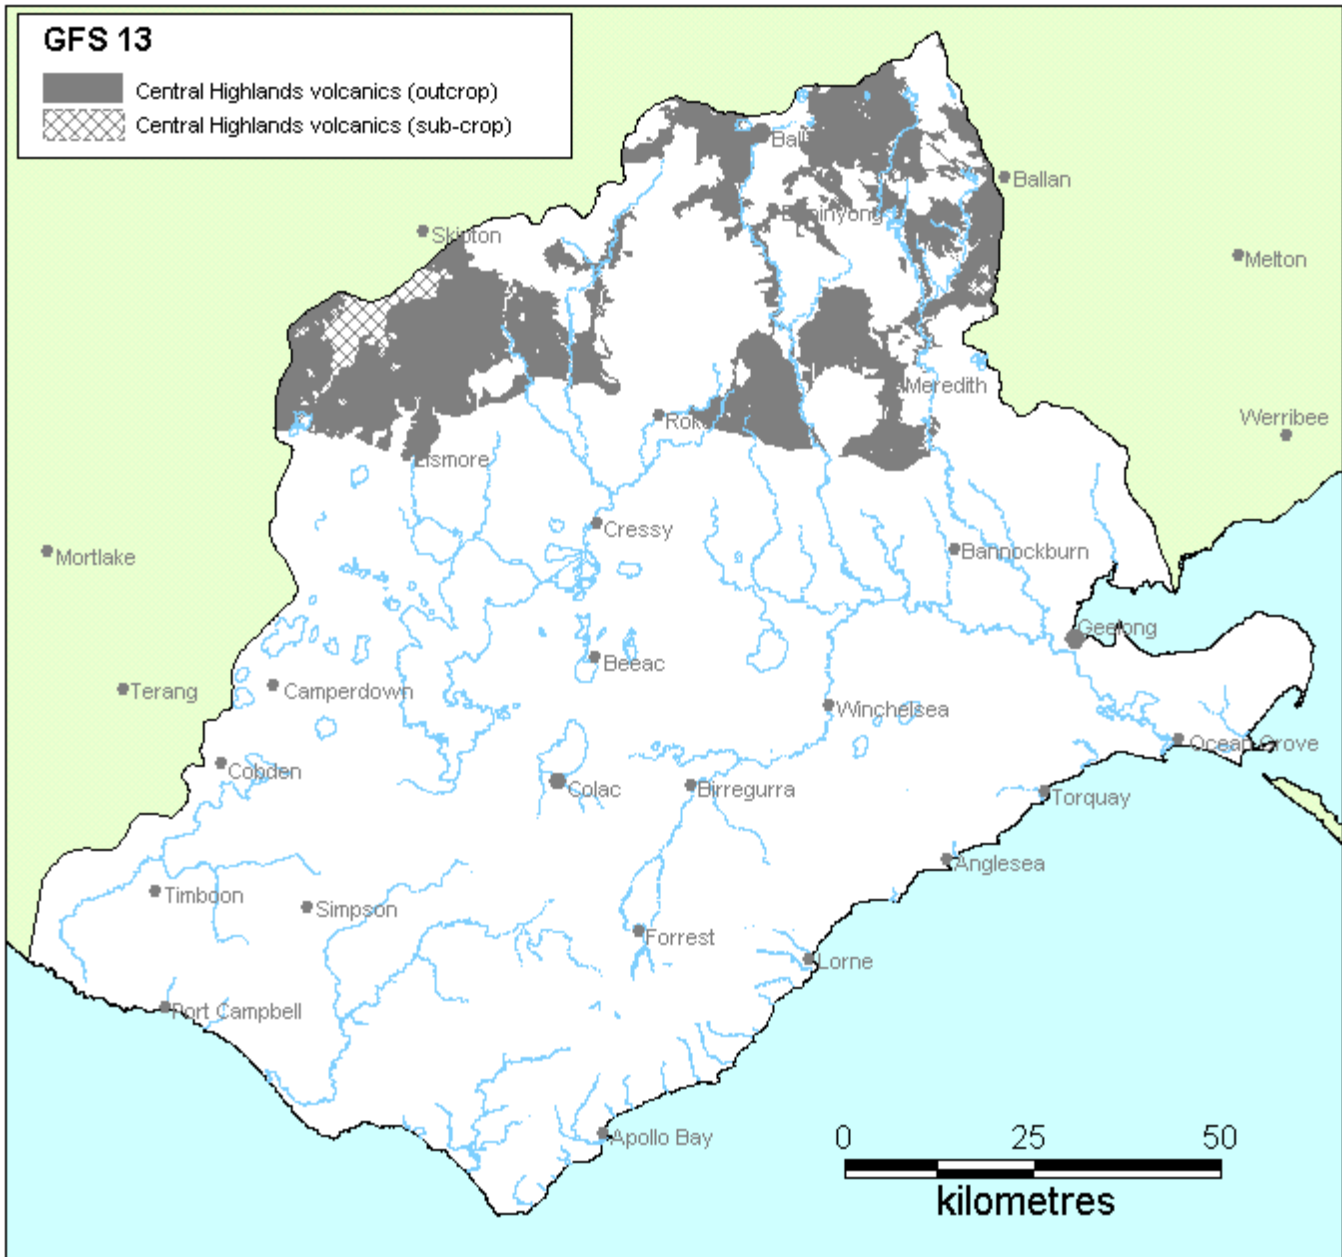 GFS 13
Central Highlands volcanics (outcrop)
Central Highlands volcanics (sub-crop)
Ballan
Skipton
Melton
Meredith
Werribee
Lismore
Cressy
Mortlake
Bannockburn
Geelong
Beeac
Terang
Camperdown
Winchelsea
Ocean Grove
Cobden
Colac
Birregurra
Torquay
Anglesea
Timboon
Simpson
Forrest
Lorne
Port Campbell
Apollo Bay
0 25 50
kilometres